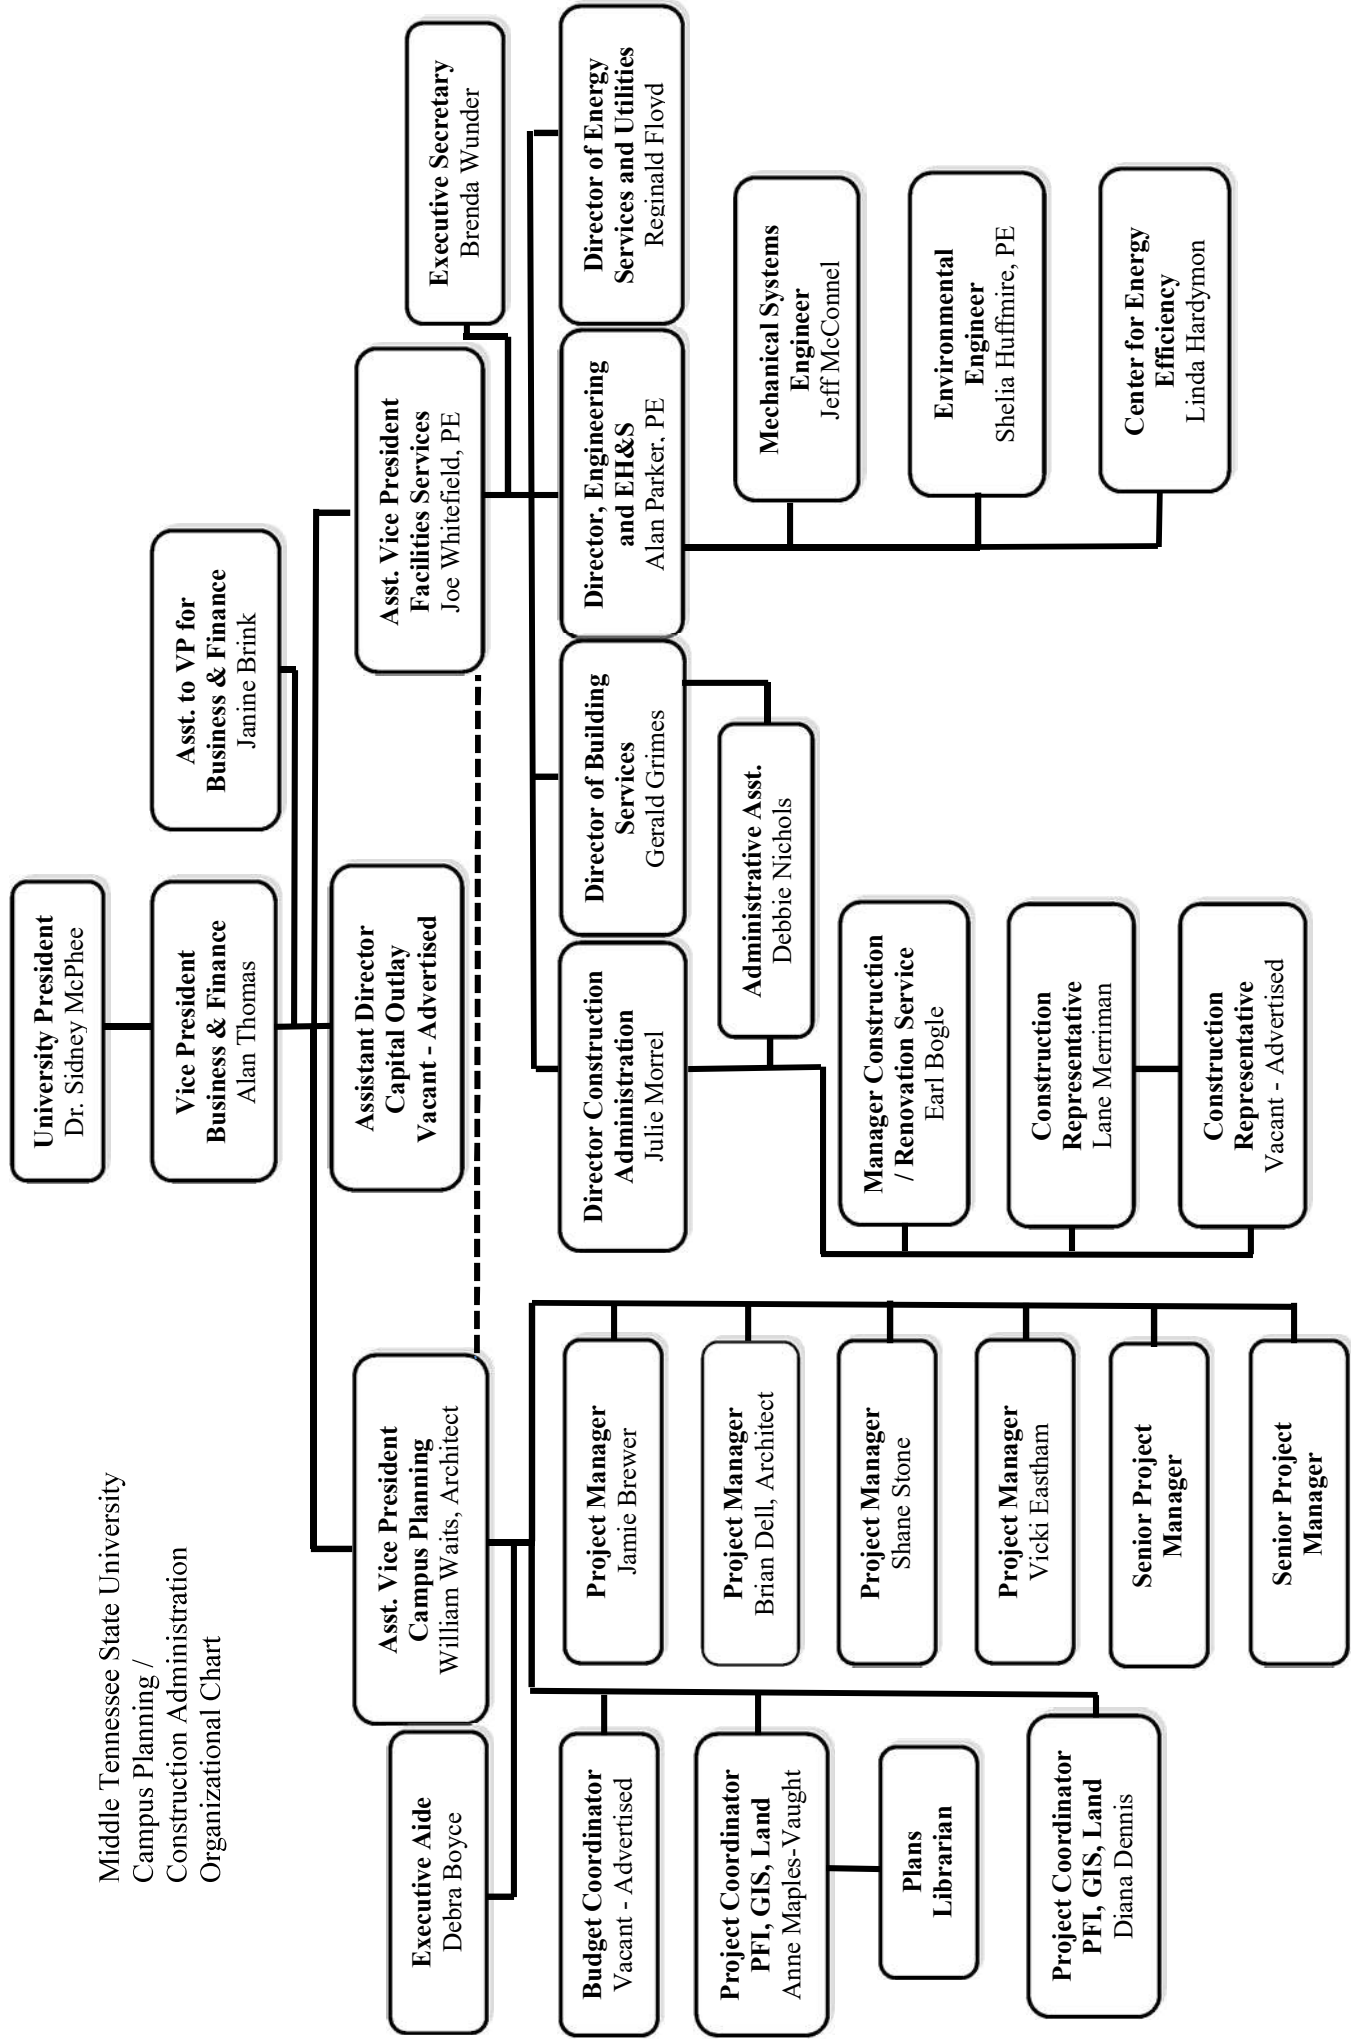 Middle Tennessee State University
Campus Planning /
Construction Administration
Organizational Chart
University President
Dr. Sidney McPhee
Vice President
Business & Finance
Alan Thomas
Asst. to VP for
Business & Finance
Janine Brink
Assistant Director
Capital Outlay
Vacant - Advertised
Asst. Vice President
Campus Planning
William Waits, Architect
Executive Aide
Debra Boyce
Asst. Vice President
Facilities Services
Joe Whitefield, PE
Executive Secretary
Brenda Wunder
Budget Coordinator
Vacant - Advertised
Project Coordinator
PFI, GIS, Land
Anne Maples-Vaught
Plans
Librarian
Project Coordinator
PFI, GIS, Land
Diana Dennis
Project Manager
Jamie Brewer
Project Manager
Brian Dell, Architect
Project Manager
Shane Stone
Project Manager
Vicki Eastham
Senior Project
Manager
Senior Project
Manager
Director Construction
Administration
Julie Morrel
Director of Building
Services
Gerald Grimes
Director, Engineering
and EH&S
Alan Parker, PE
Director of Energy
Services and Utilities
Reginald Floyd
Administrative Asst.
Debbie Nichols
Manager Construction
/ Renovation Service
Earl Bogle
Construction
Representative
Lane Merriman
Construction
Representative
Vacant - Advertised
Mechanical Systems
Engineer
Jeff McConnel
Environmental
Engineer
Shelia Huffmire, PE
Center for Energy
Efficiency
Linda Hardymon